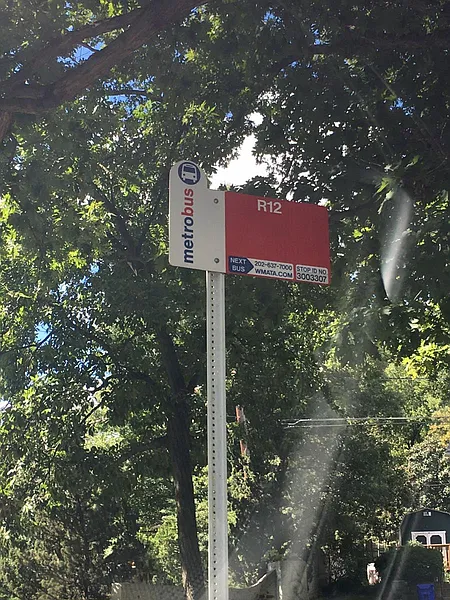 metrobus
R12
NEXT
BUS
202-637-7000
WMATA.COM
STOP ID NO
3003307